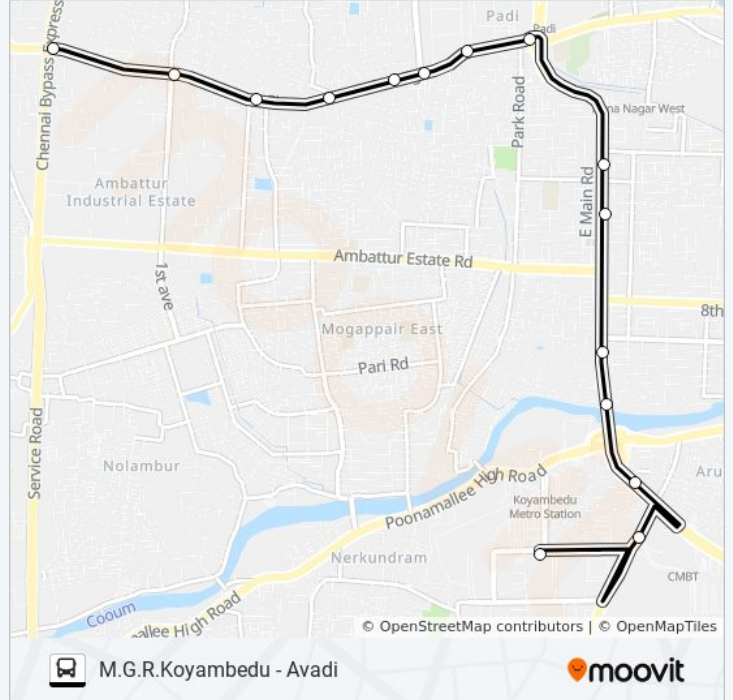 Padi
Padi
Chennai Bypass Express
Park Road
na Nagar West
Ambattur
Industrial Estate
E Main Rd
Ambattur Estate Rd
1st ave
8th
Mogappair East
Pari Rd
Service Road
Nolambur
Poonamallee High Road
Aru
Koyambedu
Metro Station
Nerkundram
CMBT
Cooum
allee High Road
© OpenStreetMap contributors | © OpenMapTiles
M.G.R.Koyambedu - Avadi
moovit